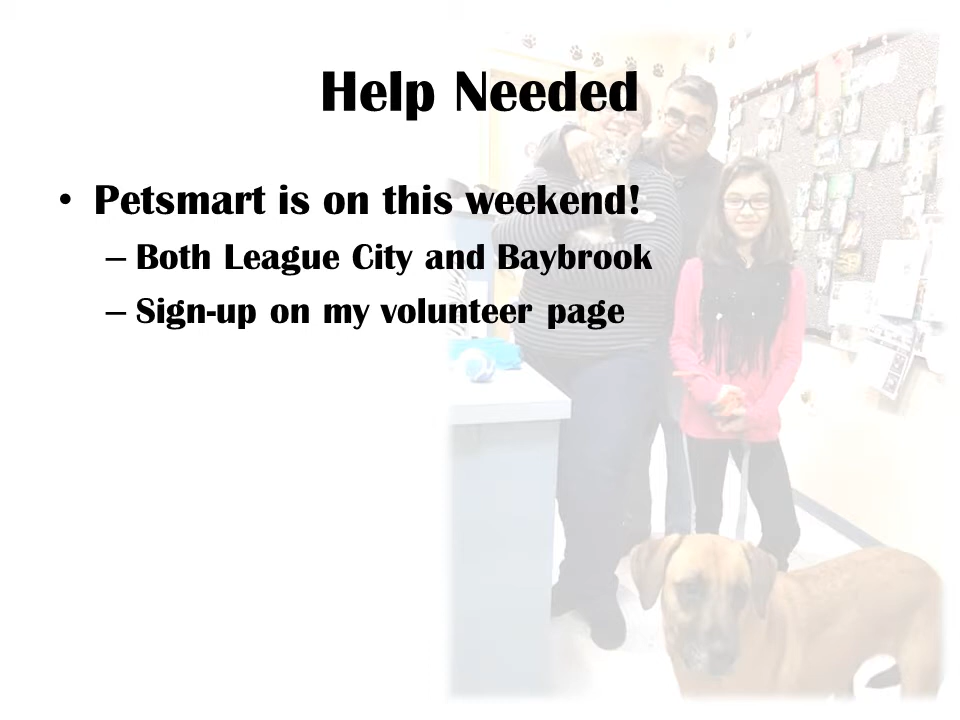 Help Needed
• Petsmart is on this weekend!
– Both League City and Baybrook
– Sign-up on my volunteer page